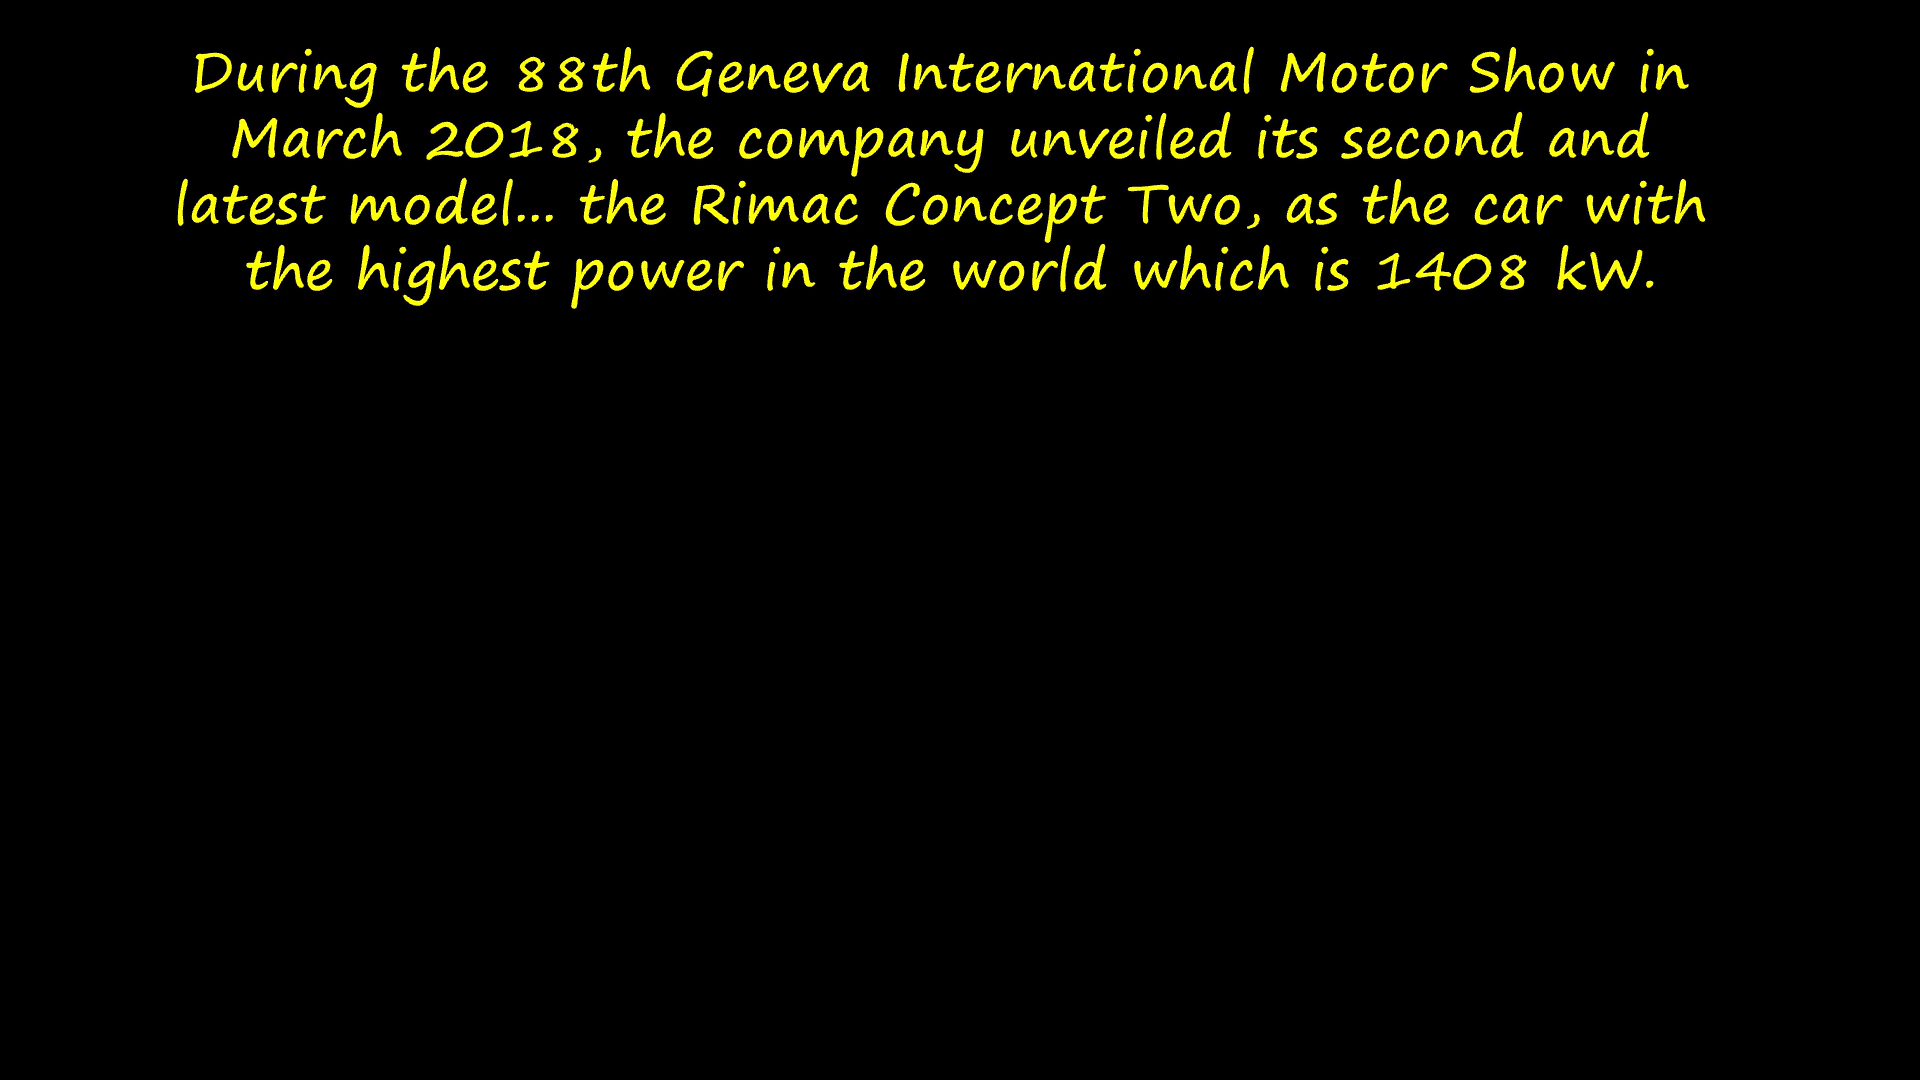 During the 88th Geneva International Motor Show in
March 2018, the company unveiled its second and
latest model... the Rimac Concept Two, as the car with
the highest power in the world which is 1408 kW.